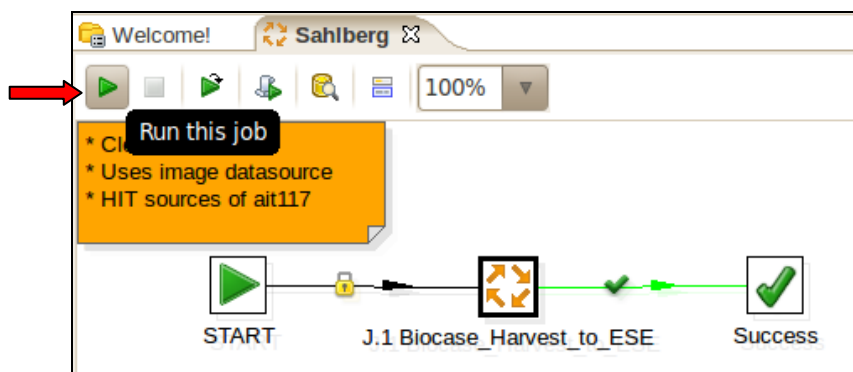 Welcome! Sahlberg
100%
Run this job
* Cl
* Uses image datasource
* HIT sources of ait117
START J.1 Biocase_Harvest_to_ESE Success